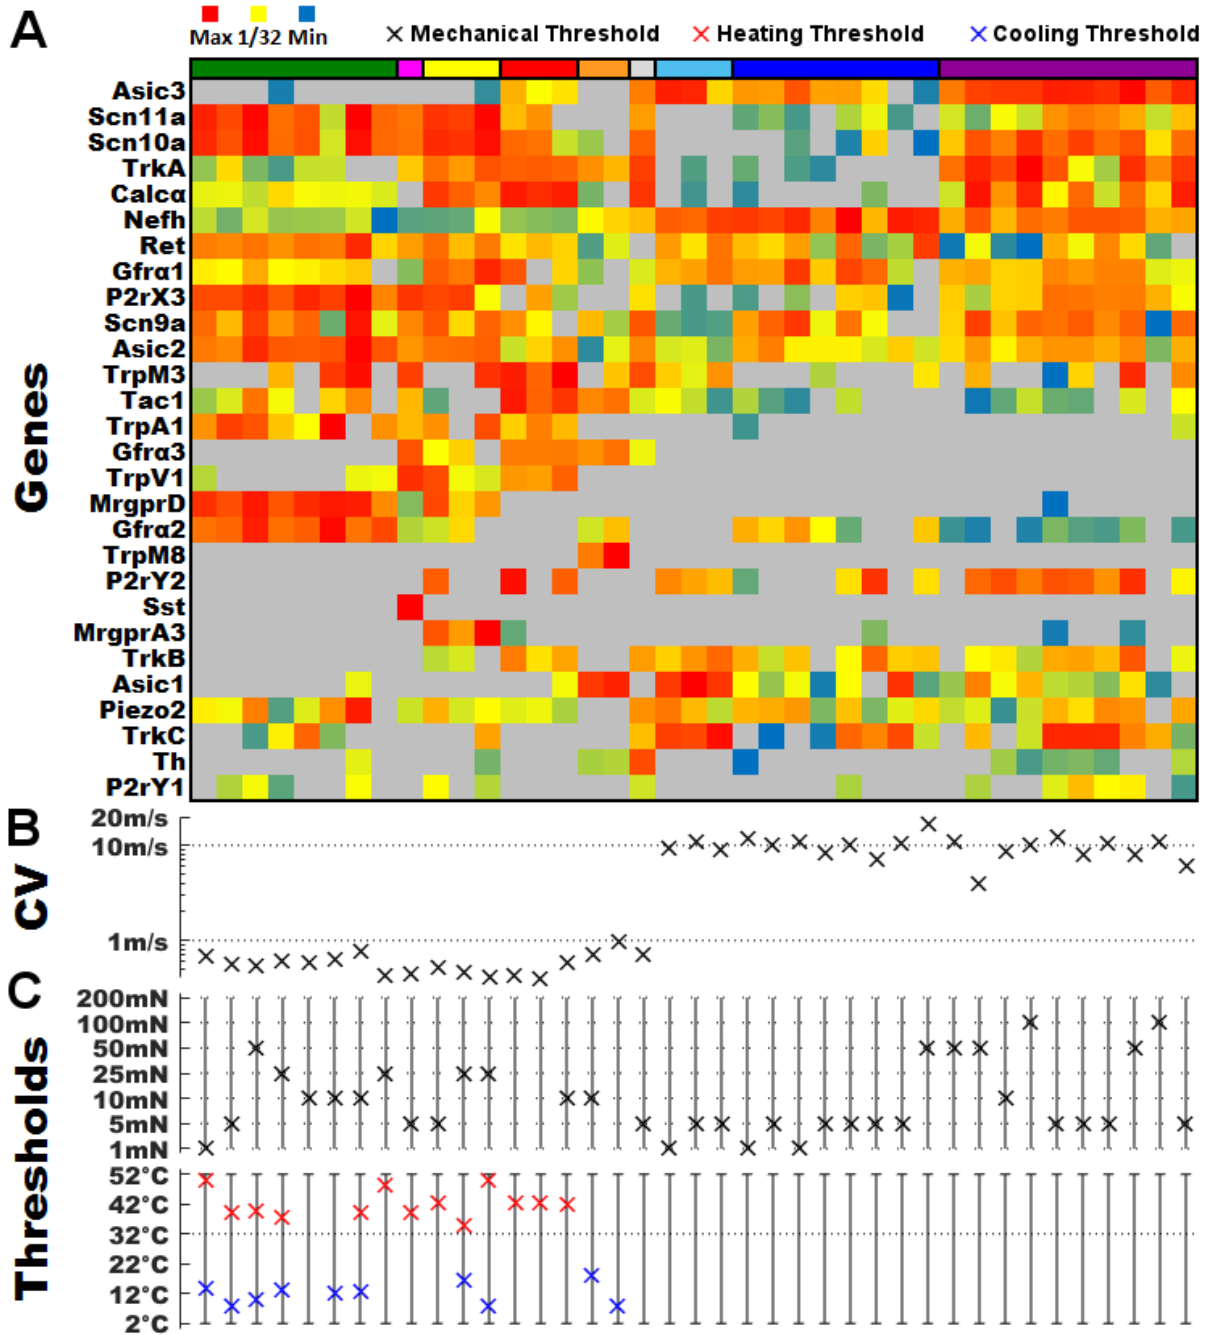 A
Max 1/32 Min
× Mechanical Threshold × Heating Threshold × Cooling Threshold
Genes
Asic3
Scn11a
Scn10a
TrkA
Calcα
Nefh
Ret
Gfrα1
P2rX3
Scn9a
Asic2
TrpM3
Tac1
TrpA1
Gfrα3
TrpV1
MrgprD
Gfrα2
TrpM8
P2rY2
Sst
MrgprA3
TrkB
Asic1
Piezo2
TrkC
Th
P2rY1
B
CV
20m/s
10m/s
1m/s
C
Thresholds
200mN
100mN
50mN
25mN
10mN
5mN
1mN
52°C
42°C
32°C
22°C
12°C
2°C